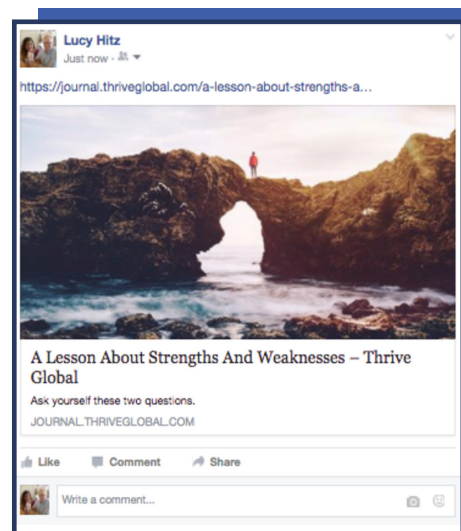 Lucy Hitz
Just now ·
https://journal.thriveglobal.com/a-lesson-about-strengths-a...
A Lesson About Strengths And Weaknesses – Thrive
Global
Ask yourself these two questions.
JOURNAL.THRIVEGLOBAL.COM
Like Comment Share
Write a comment...